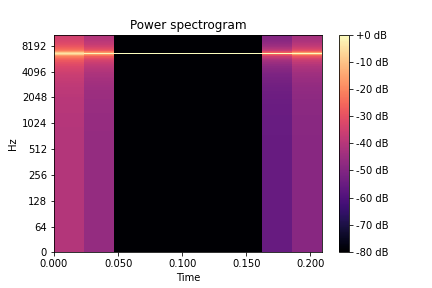 Power spectrogram
Hz
8192
4096
2048
1024
512
256
128
64
0
0.000 0.050 0.100 0.150 0.200
Time
+0 dB
-10 dB
-20 dB
-30 dB
-40 dB
-50 dB
-60 dB
-70 dB
-80 dB